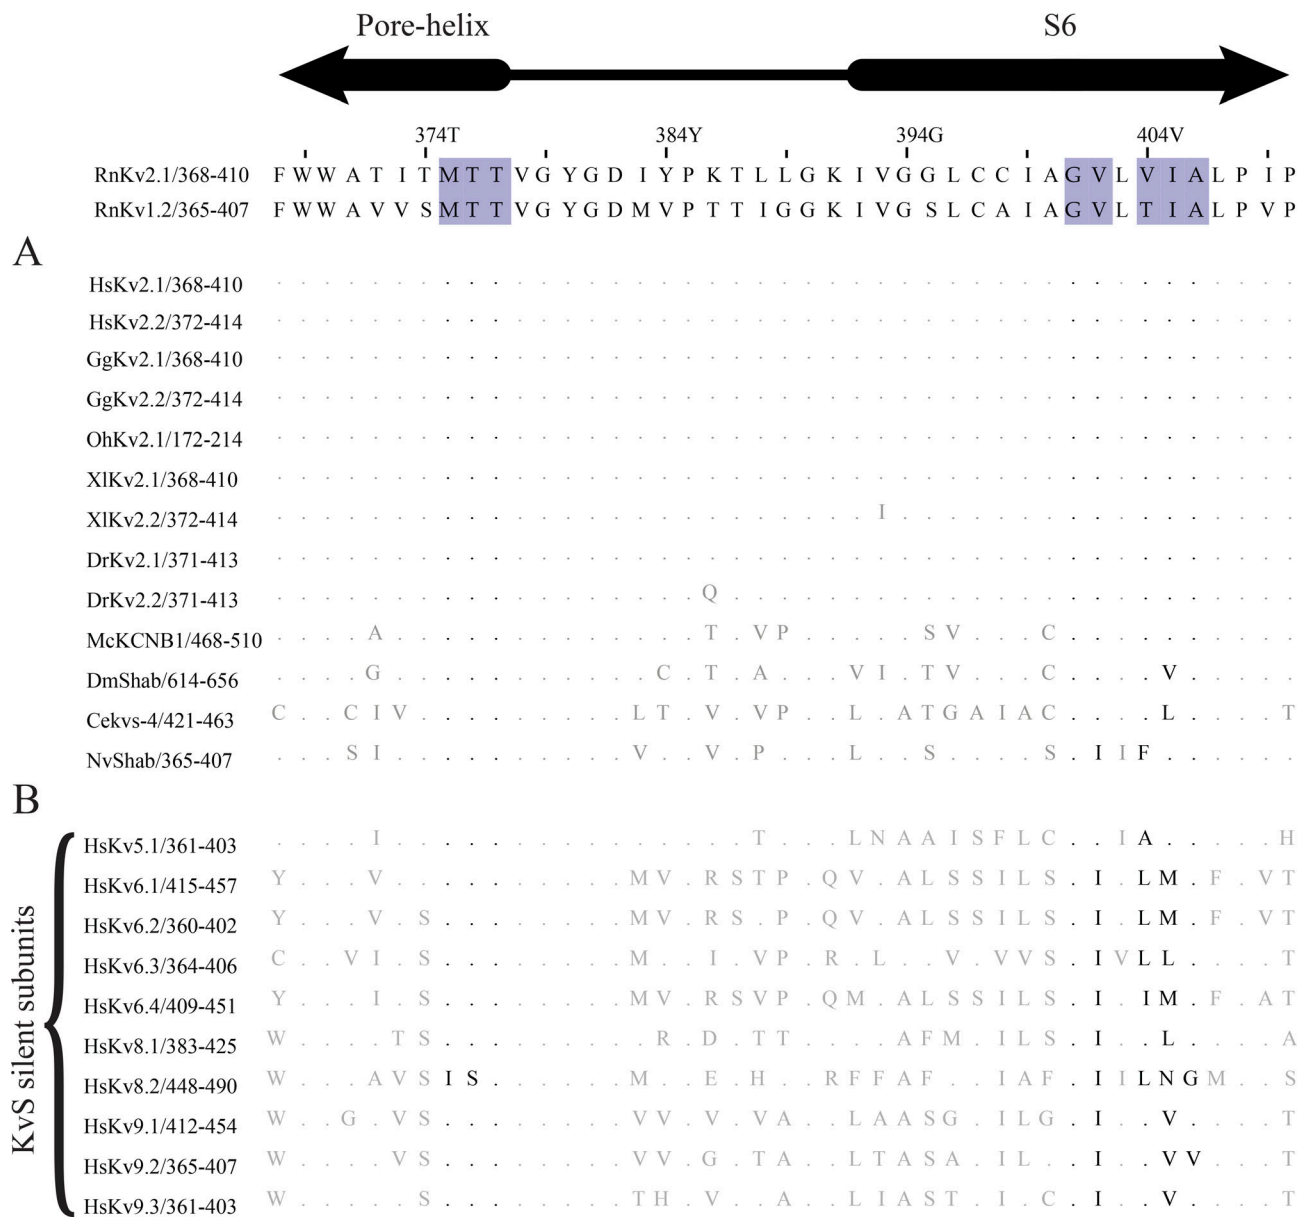 Pore-helix S6
374T 384Y 394G 404V
RnKv2.1/368-410 F W W A T I T M T T V G Y G D I Y P K T L L G K I V G G L C C I A G V L V I A L P I P
RnKv1.2/365-407 F W W A V V S M T T V G Y G D M V P T T I G G K I V G S L C A I A G V L T I A L P V P
A
HsKv2.1/368-410 . . . . . . . . . . . . . . . . . . . . . . . . . . . . . . . . . . . . . . . . . . .
HsKv2.2/372-414 . . . . . . . . . . . . . . . . . . . . . . . . . . . . . . . . . . . . . . . . . . .
GgKv2.1/368-410 . . . . . . . . . . . . . . . . . . . . . . . . . . . . . . . . . . . . . . . . . . .
GgKv2.2/372-414 . . . . . . . . . . . . . . . . . . . . . . . . . . . . . . . . . . . . . . . . . . .
OhKv2.1/172-214 . . . . . . . . . . . . . . . . . . . . . . . . . . . . . . . . . . . . . . . . . . .
XlKv2.1/368-410 . . . . . . . . . . . . . . . . . . . . . . . . . . . . . . . . . . . . . . . . . . .
XlKv2.2/372-414 . . . . . . . . . . . . . . . . . . . . . . . . . I . . . . . . . . . . . . . . . . .
DrKv2.1/371-413 . . . . . . . . . . . . . . . . . . . . . . . . . . . . . . . . . . . . . . . . . . .
DrKv2.2/371-413 . . . . . . . . . . . . . . . . . . Q . . . . . . . . . . . . . . . . . . . . . . . .
McKCNB1/468-510 . . . . A . . . . . . . . . . . . . T . V P . . . . . S V . . . C . . . . . . . . . .
DmShab/614-656 . . . . G . . . . . . . . . . . C . T . A . . . V I . T V . . . C . . . . V . . . . .
Cekvs-4/421-463 C . . C I V . . . . . . . . . L T . V . V P . . L . A T G A I A C . . . . L . . . . T
NvShab/365-407 . . . S I . . . . . . . . . . V . . V . P . . . L . . S . . . . S . I I F . . . . . .
B
KvS silent subunits
HsKv5.1/361-403 . . . . I . . . . . . . . . . . . . . . T . . . L N A A I S F L C . . I A . . . . . H
HsKv6.1/415-457 Y . . . V . . . . . . . . . . M V . R S T P . Q V . A L S S I L S . I . L M . F . V T
HsKv6.2/360-402 Y . . . V . S . . . . . . . . M V . R S . P . Q V . A L S S I L S . I . L M . F . V T
HsKv6.3/364-406 C . . V I . S . . . . . . . . M . . I . V P . R . L . . V . V V S . I V L L . . . . T
HsKv6.4/409-451 Y . . . I . S . . . . . . . . M V . R S V P . Q M . A L S S I L S . I . I M . F . A T
HsKv8.1/383-425 W . . . . T S . . . . . . . . . R . D . T T . . . . A F M . I L S . I . . L . . . . A
HsKv8.2/448-490 W . . . A V S I S . . . . . . M . . E . H . . R F F A F . . I A F . I I L N G M . . S
HsKv9.1/412-454 W . . G . V S . . . . . . . . V V . V . V A . . L A A S G . I L G . I . . V . . . . T
HsKv9.2/365-407 W . . . . V S . . . . . . . . V V . G . T A . . L T A S A . I L . . I . . V V . . . T
HsKv9.3/361-403 W . . . . . S . . . . . . . . T H . V . . A . . L I A S T . I . C . I . . V . . . . T